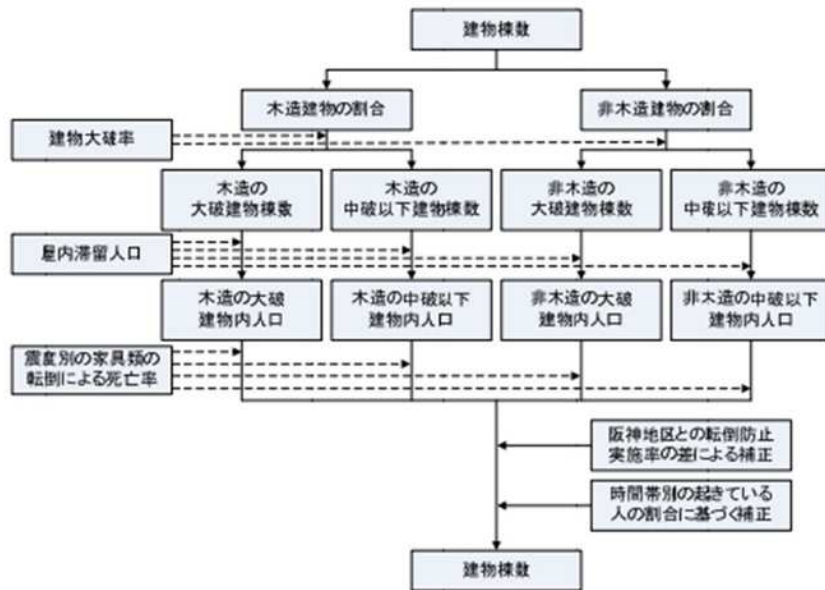 建物棟数
木造建物の割合
非木造建物の割合
建物大破率
木造の
大破建物棟数
木造の
中破以下建物棟数
非木造の
大破建物棟数
非木造の
中破以下建物棟数
屋内滞留人口
木造の大破
建物内人口
木造の中破以下
建物内人口
非木造の大破
建物内人口
非木造の中破以下
建物内人口
震度別の家具類の
転倒による死亡率
阪神地区との転倒防止
実施率の差による補正
時間帯別の起きている
人の割合に基づく補正
建物棟数